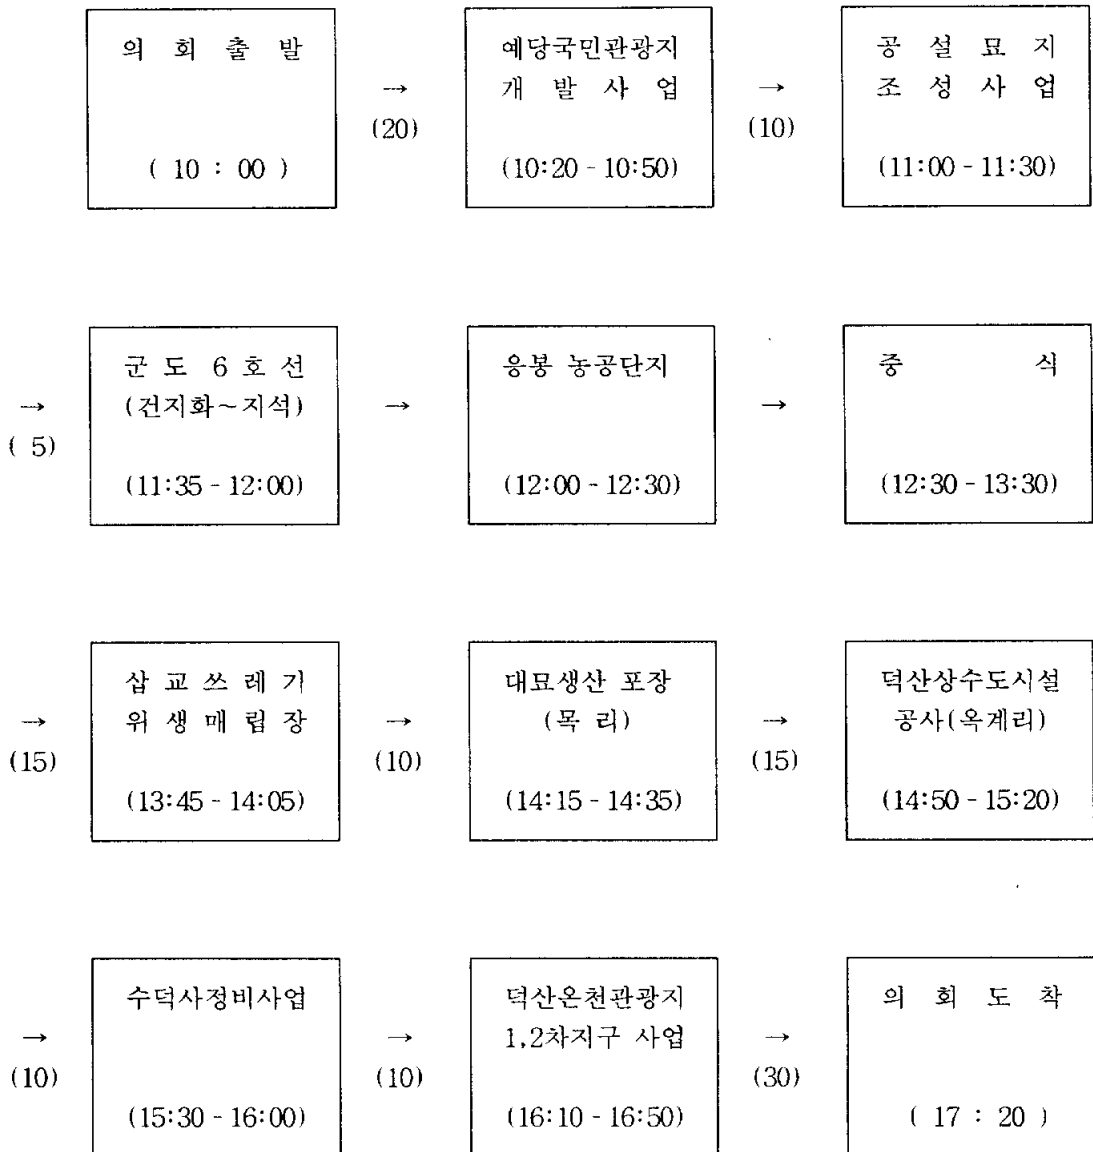 의 회 출 발
( 10 : 00 )
→
(20)
예당국민관광지
개 발 사 업
(10:20 - 10:50)
→
(10)
공 설 묘 지
조 성 사 업
(11:00 - 11:30)
→
( 5)
군 도 6 호 선
(건지화~지석)
(11:35 - 12:00)
→
응봉 농공단지
(12:00 - 12:30)
→
중 식
(12:30 - 13:30)
→
(15)
삽 교 쓰 레 기
위 생 매 립 장
(13:45 - 14:05)
→
(10)
대묘생산 포장
(목 리)
(14:15 - 14:35)
→
(15)
덕산상수도시설
공사(옥계리)
(14:50 - 15:20)
→
(10)
수덕사정비사업
(15:30 - 16:00)
→
(10)
덕산온천관광지
1,2차지구 사업
(16:10 - 16:50)
→
(30)
의 회 도 착
( 17 : 20 )